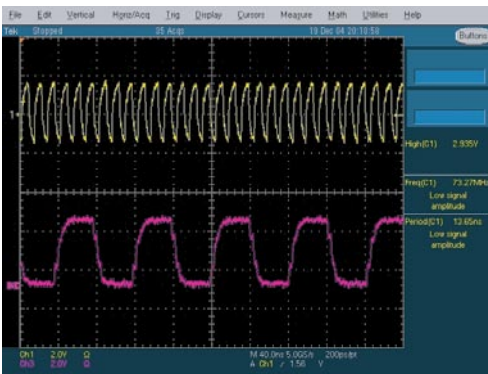 File Edit Vertical Horiz/Acq Trig Display Cursors Measure Math Utilities Help
Tek Stopped 25 Acqs 19 Dec 04 20:10:58
Buttons
High(C1) 2.935V
Freq(C1) 73.27MHz
Low signal
amplitude
Period(C1) 13.65ns
Low signal
amplitude
Ch1 2.0V Ω
Ch3 2.0V Ω
M 40.0ns 5.0GS/s 200ps/pt
A Ch1 / 1.56 V